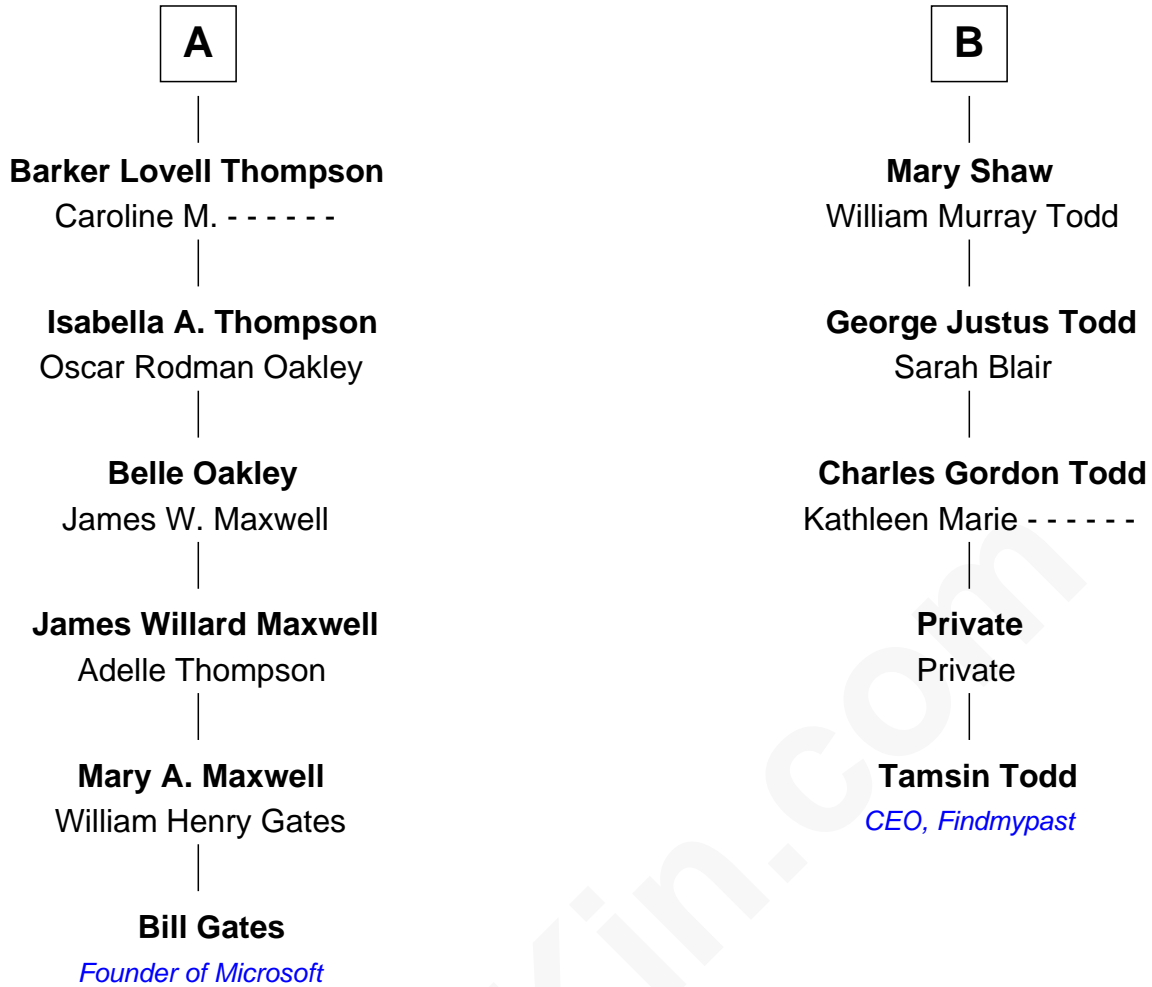 A
Barker Lovell Thompson
Caroline M. - - - - - -
Isabella A. Thompson
Oscar Rodman Oakley
Belle Oakley
James W. Maxwell
James Willard Maxwell
Adelle Thompson
Mary A. Maxwell
William Henry Gates
Bill Gates
Founder of Microsoft
B
Mary Shaw
William Murray Todd
George Justus Todd
Sarah Blair
Charles Gordon Todd
Kathleen Marie - - - - - -
Private
Private
Tamsin Todd
CEO, Findmypast
Kin.com